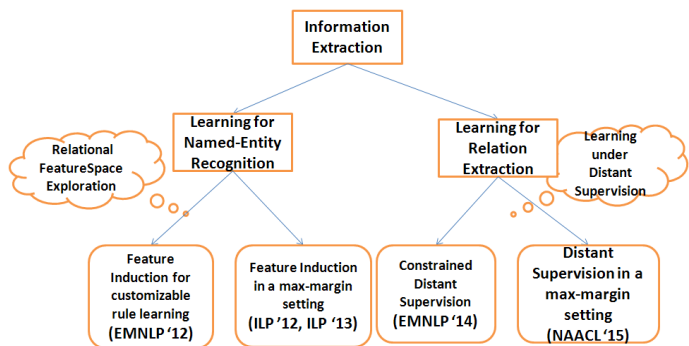 Information
Extraction
Learning for
Named-Entity
Recognition
Learning for
Relation
Extraction
Relational
FeatureSpace
Exploration
Learning
under
Distant
Supervision
Feature
Induction for
customizable
rule learning
(EMNLP ‘12)
Feature Induction
in a max-margin
setting
(ILP ’12, ILP ‘13)
Constrained
Distant
Supervision
(EMNLP ‘14)
Distant
Supervision in a
max-margin
setting
(NAACL ‘15)